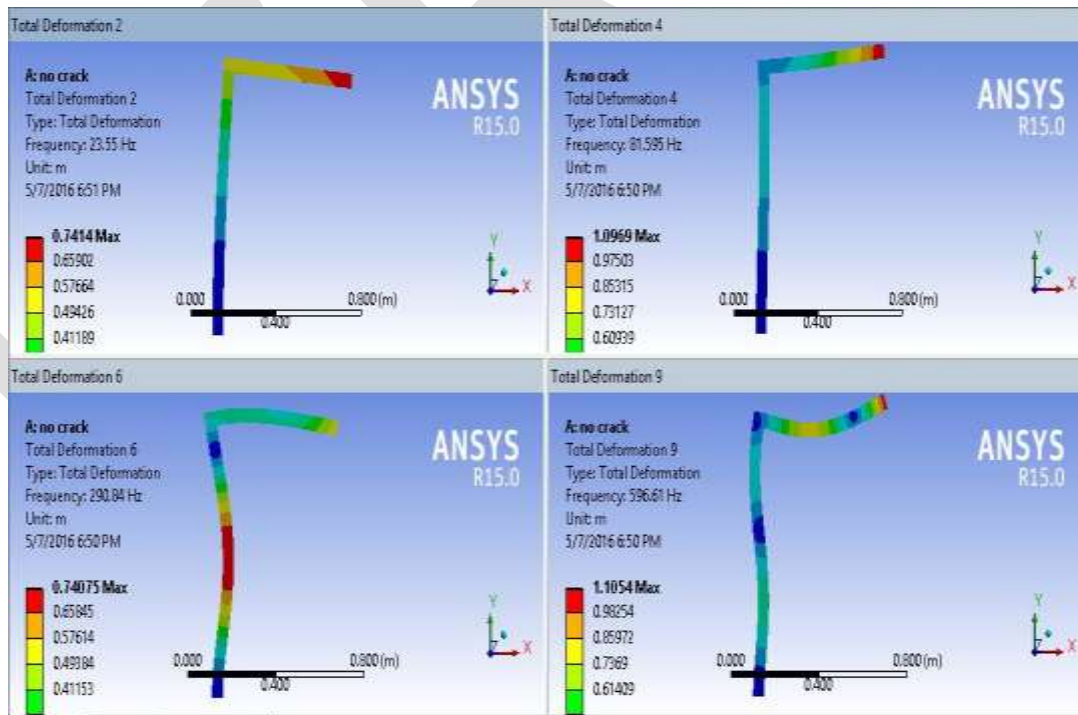 Total Deformation 2
A: no crack
Total Deformation 2
Type: Total Deformation
Frequency: 23.55 Hz
Unit: m
5/7/2016 6:51 PM
ANSYS
R15.0
0.7414 Max
0.65902
0.57664
0.49426
0.41189
0.000
0.800 (m)
0.400
Y
Z
X
Total Deformation 4
A: no crack
Total Deformation 4
Type: Total Deformation
Frequency: 81.595 Hz
Unit: m
5/7/2016 6:50 PM
ANSYS
R15.0
1.0969 Max
0.97503
0.85315
0.73127
0.60939
0.000
0.800 (m)
0.400
Y
Z
X
Total Deformation 6
A: no crack
Total Deformation 6
Type: Total Deformation
Frequency: 290.84 Hz
Unit: m
5/7/2016 6:50 PM
ANSYS
R15.0
0.74075 Max
0.65845
0.57614
0.49384
0.41153
0.000
0.800 (m)
0.400
Y
Z
X
Total Deformation 9
A: no crack
Total Deformation 9
Type: Total Deformation
Frequency: 596.61 Hz
Unit: m
5/7/2016 6:50 PM
ANSYS
R15.0
1.1054 Max
0.98254
0.85972
0.7369
0.61409
0.000
0.800 (m)
0.400
Y
Z
X